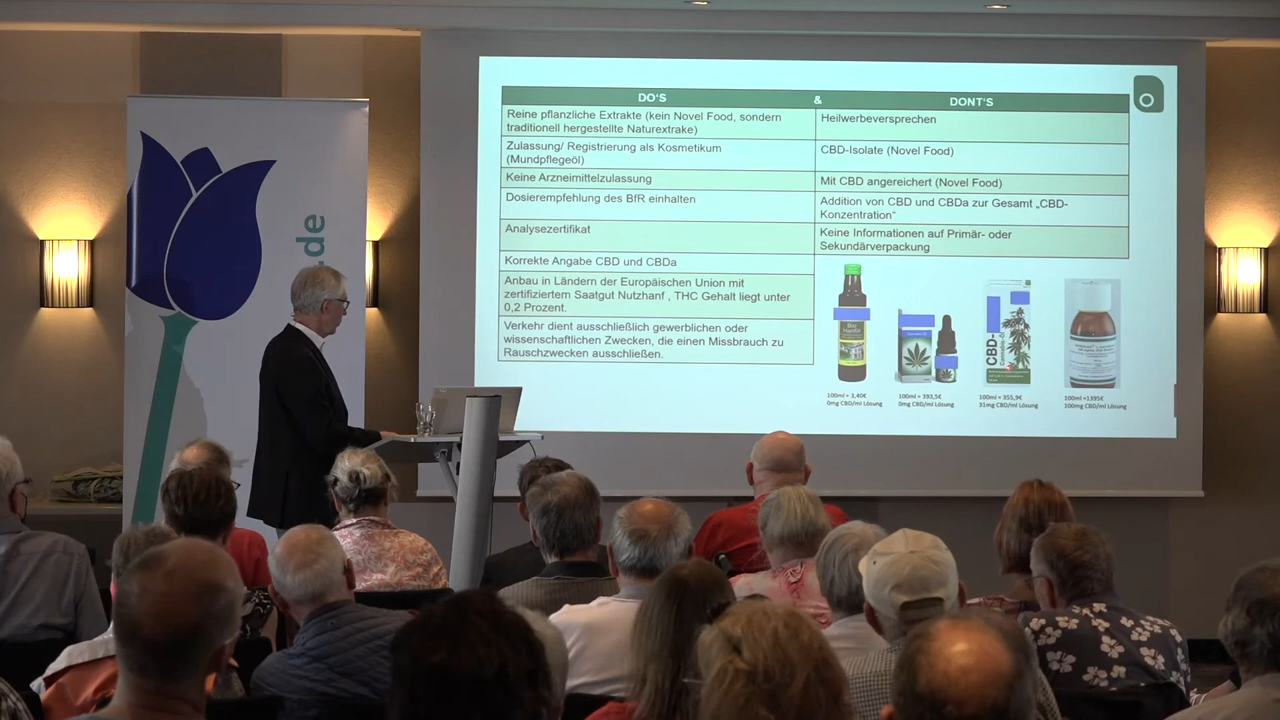 .de
DO'S & DONT'S
Reine pflanzliche Extrakte (kein Novel Food, sondern
traditionell hergestellte Naturextrake)
Heilwerbeversprechen
Zulassung/ Registrierung als Kosmetikum
(Mundpflegeöl)
CBD-Isolate (Novel Food)
Keine Arzneimittelzulassung
Mit CBD angereichert (Novel Food)
Dosierempfehlung des BfR einhalten
Addition von CBD und CBDa zur Gesamt „CBD-
Konzentration“
Analysezertifikat
Keine Informationen auf Primär- oder
Sekundärverpackung
Korrekte Angabe CBD und CBDa
Anbau in Ländern der Europäischen Union mit
zertifiziertem Saatgut Nutzhanf , THC Gehalt liegt unter
0,2 Prozent.
Verkehr dient ausschließlich gewerblichen oder
wissenschaftlichen Zwecken, die einen Missbrauch zu
Rauschzwecken ausschließen.
Bio
Hanföl
CBD-
100ml = 3,40€
0mg CBD/ml Lösung
100ml = 393,5€
0mg CBD/ml Lösung
100ml = 355,9€
31mg CBD/ml Lösung
100ml =1395€
100mg CBD/ml Lösung